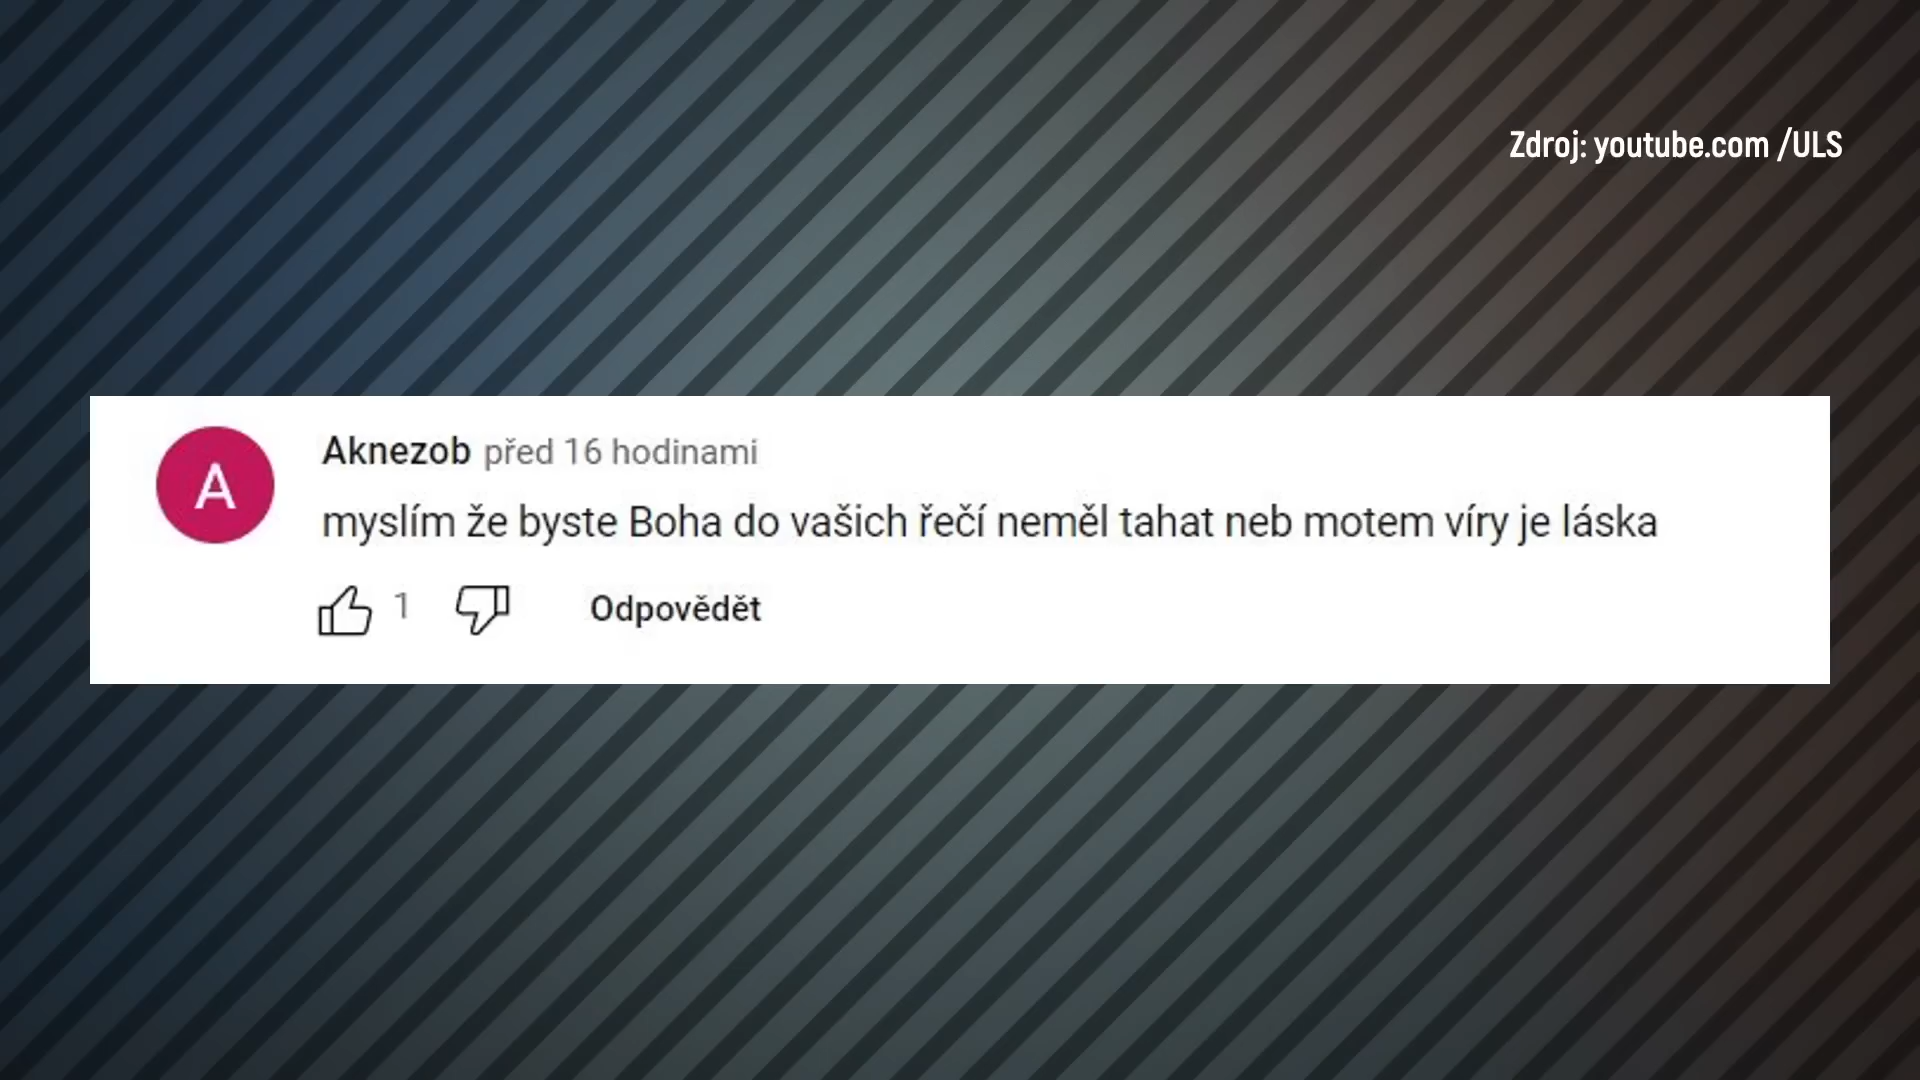 Zdroj: youtube.com /ULS
A
Aknezob před 16 hodinami
myslím že byste Boha do vašich řečí neměl tahat neb motem víry je láska
1 Odpovědět